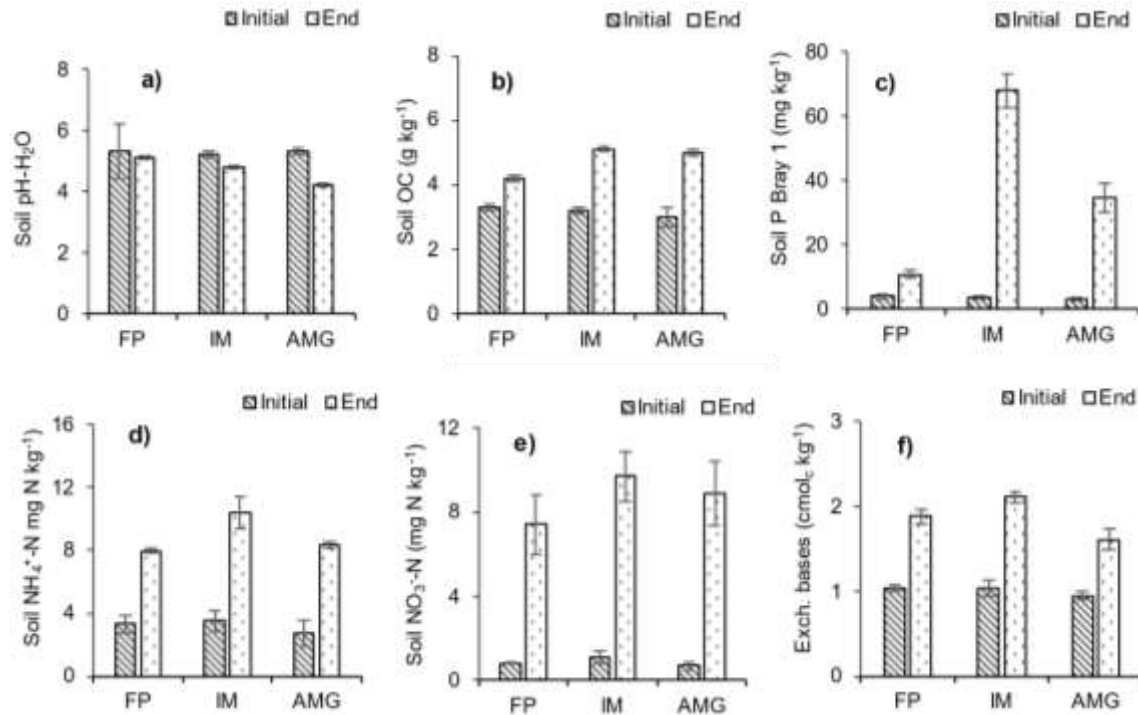 Initial End
a)
Soil pH-H₂O
8
6
4
2
0
FP IM AMG
Initial End
b)
Soil OC (g kg⁻¹)
8
6
4
2
0
FP IM AMG
Initial End
c)
Soil P Bray 1 (mg kg⁻¹)
80
60
40
20
0
FP IM AMG
Initial End
d)
Soil NH₄⁺-N mg N kg⁻¹)
16
12
8
4
0
FP IM AMG
Initial End
e)
Soil NO₃-N (mg N kg⁻¹)
12
8
4
0
FP IM AMG
Initial End
f)
Exch. bases (cmol꜀ kg⁻¹)
3
2
1
0
FP IM AMG